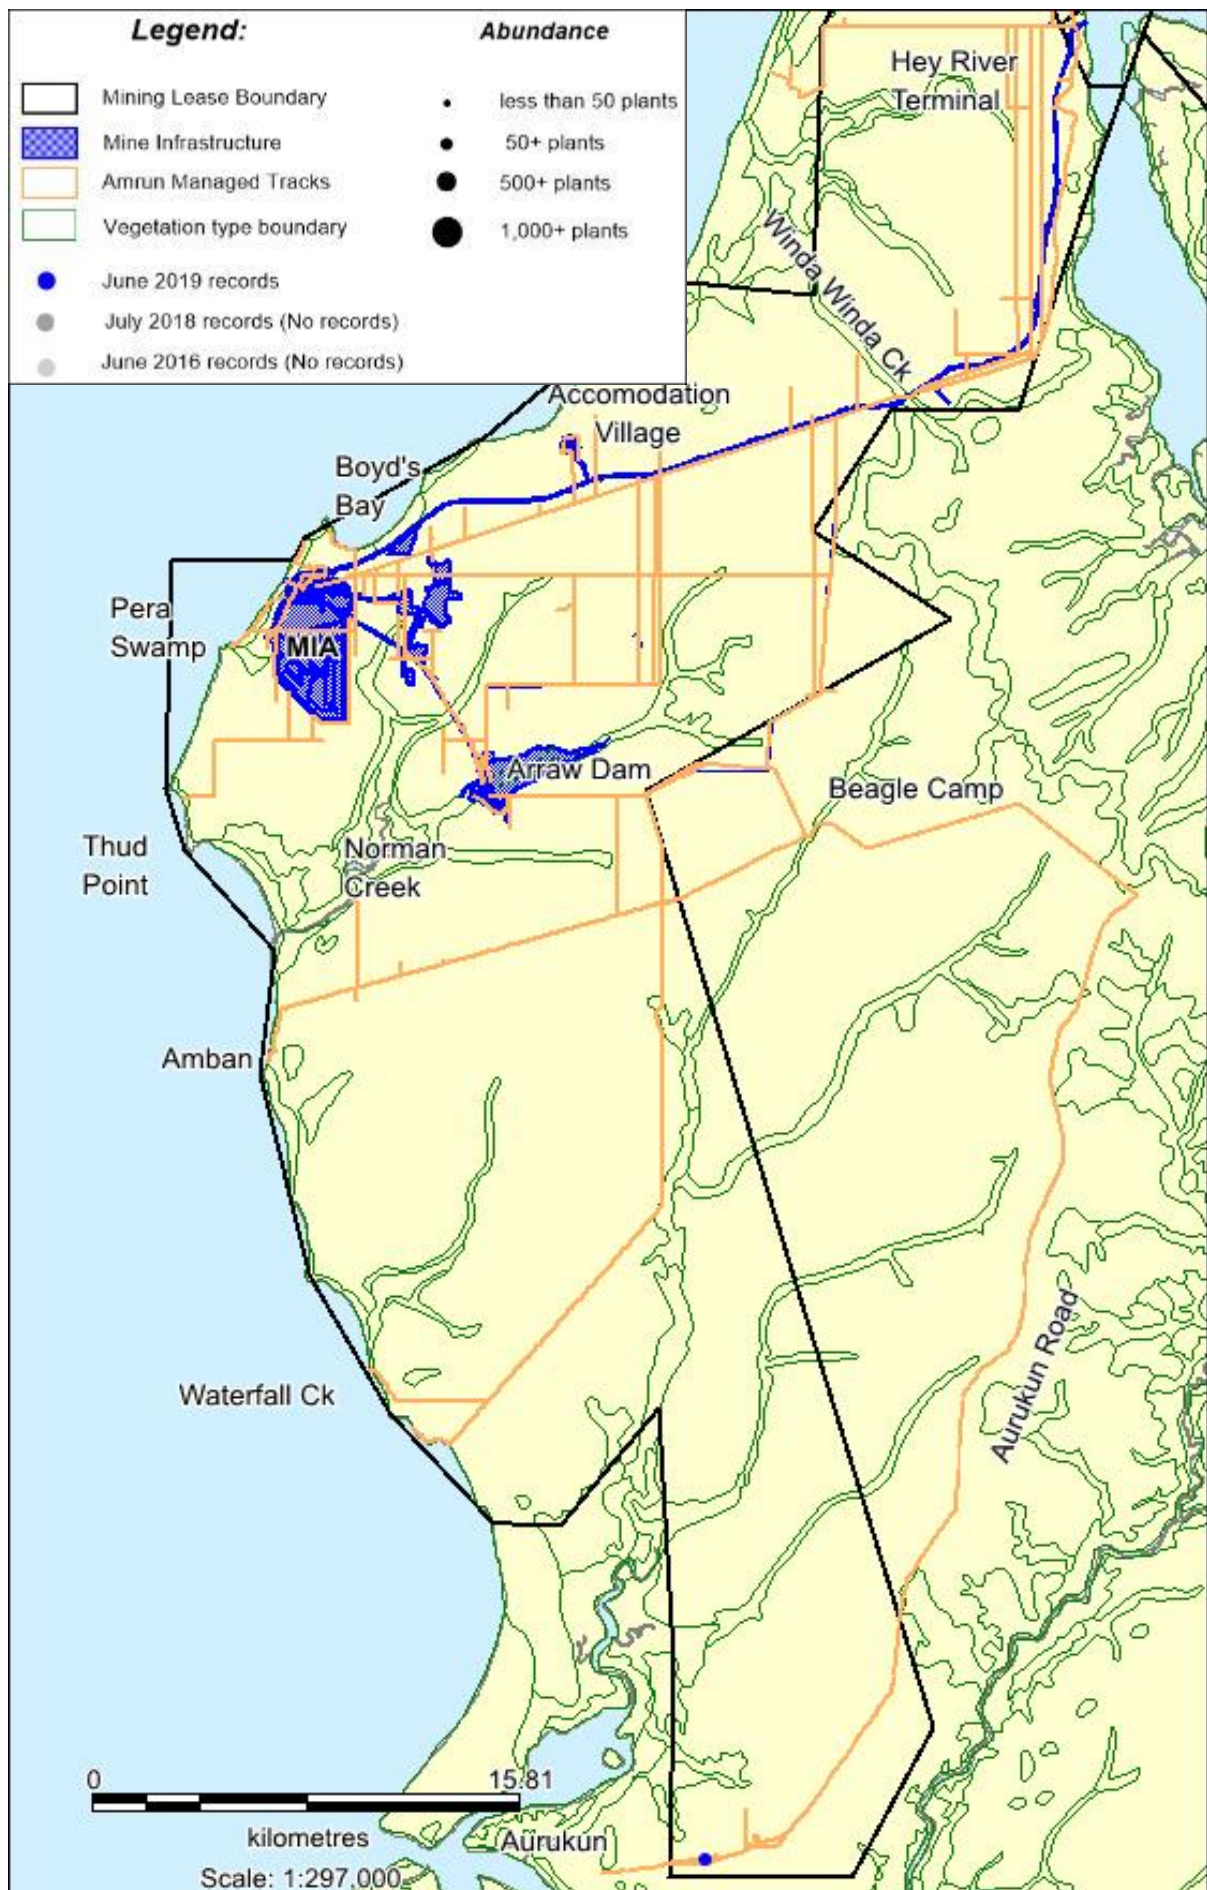 Legend:
Abundance
Mining Lease Boundary
less than 50 plants
Mine Infrastructure
50+ plants
Amrun Managed Tracks
500+ plants
Vegetation type boundary
1,000+ plants
June 2019 records
July 2018 records (No records)
June 2016 records (No records)
Hey River
Terminal
Winda Winda Ck
Accomodation
Village
Boyd's
Bay
Pera
Swamp
MIA
Arraw Dam
Beagle Camp
Thud
Point
Norman
Creek
Amban
Aurukun Road
Waterfall Ck
0
15.81
kilometres
Scale: 1:297,000
Aurukun